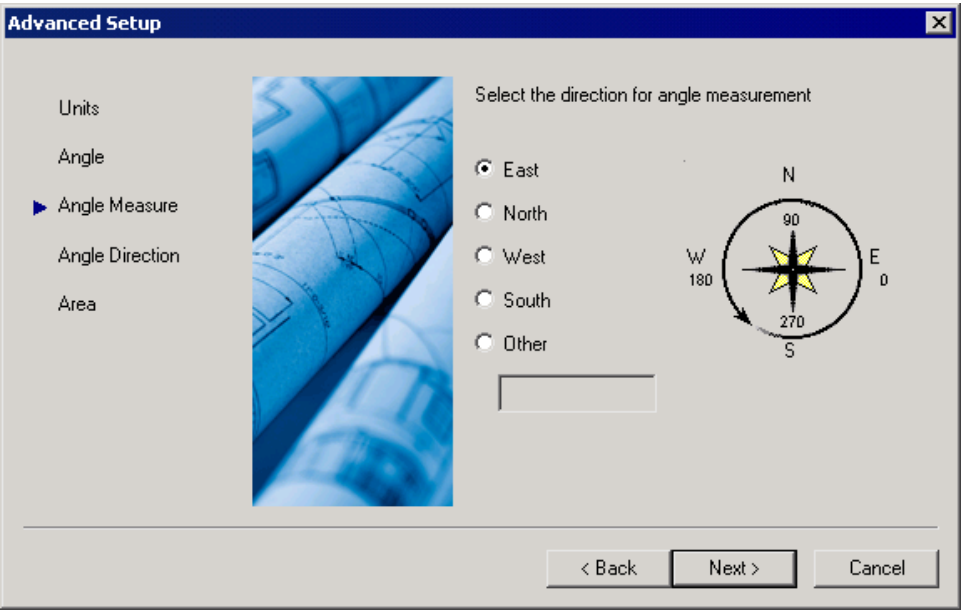 Advanced Setup
Units
Angle
Angle Measure
Angle Direction
Area
Select the direction for angle measurement
East
North
West
South
Other
N
90
W
180
E
0
270
S
< Back
Next >
Cancel